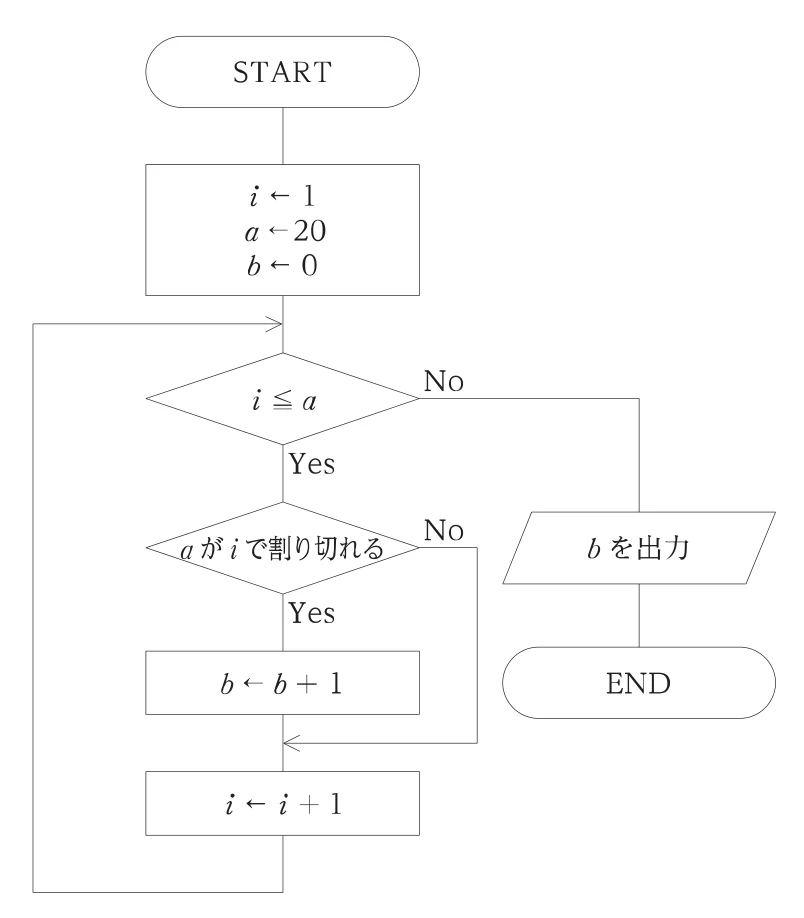 START
i ← 1
a ← 20
b ← 0
i ≦ a
No
Yes
a が i で割り切れる
No
Yes
b を出力
b ← b + 1
END
i ← i + 1